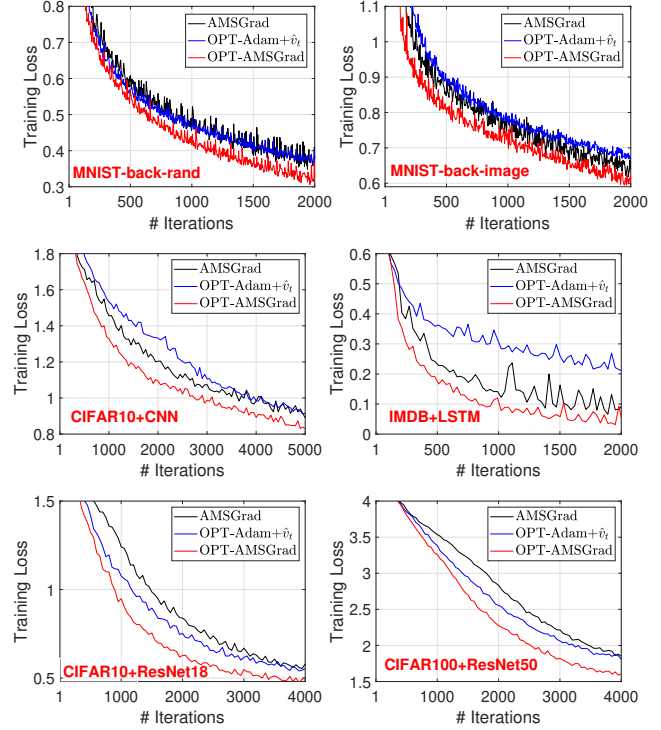 0.8
0.7
0.6
0.5
0.4
0.3
Training Loss
AMSGrad
OPT-Adam+v̂_t
OPT-AMSGrad
MNIST-back-rand
1 500 1000 1500 2000
# Iterations
1.1
1
0.9
0.8
0.7
0.6
Training Loss
AMSGrad
OPT-Adam+v̂_t
OPT-AMSGrad
MNIST-back-image
1 500 1000 1500 2000
# Iterations
1.8
1.6
1.4
1.2
1
0.8
Training Loss
AMSGrad
OPT-Adam+v̂_t
OPT-AMSGrad
CIFAR10+CNN
1 1000 2000 3000 4000 5000
# Iterations
0.6
0.5
0.4
0.3
0.2
0.1
0
Training Loss
AMSGrad
OPT-Adam+v̂_t
OPT-AMSGrad
IMDB+LSTM
1 500 1000 1500 2000
# Iterations
1.5
1
0.5
Training Loss
AMSGrad
OPT-Adam+v̂_t
OPT-AMSGrad
CIFAR10+ResNet18
1 1000 2000 3000 4000
# Iterations
4
3.5
3
2.5
2
1.5
Training Loss
AMSGrad
OPT-Adam+v̂_t
OPT-AMSGrad
CIFAR100+ResNet50
1 1000 2000 3000 4000
# Iterations